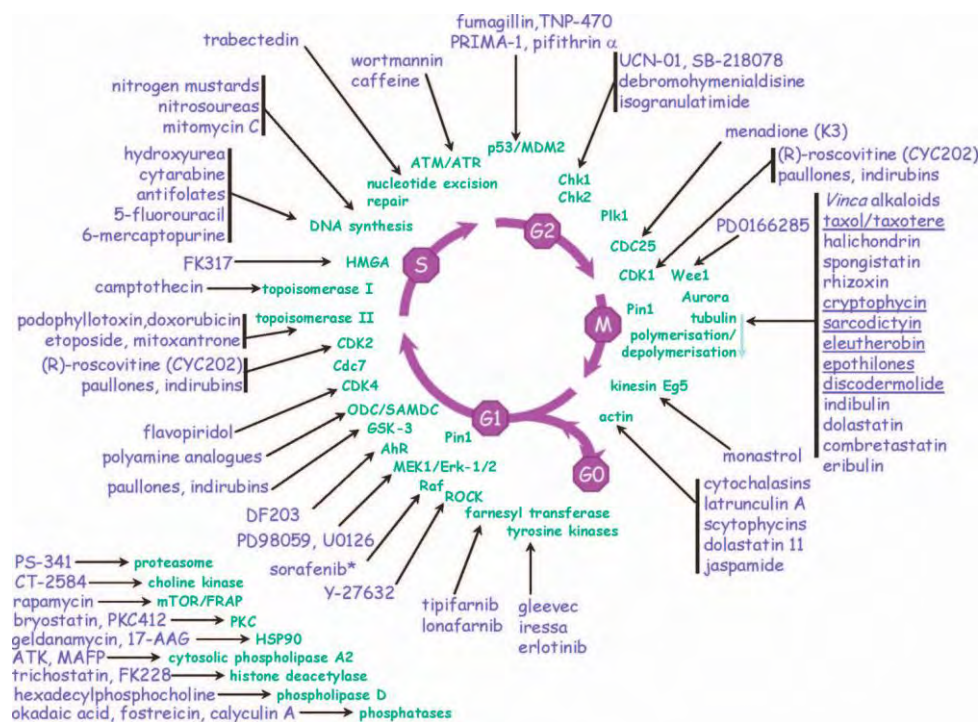 fumagillin,TNP-470
PRIMA-1, pifithrin α
trabectedin
wortmannin
caffeine
UCN-01, SB-218078
debromohymenialdisine
isogranulatimide
nitrogen mustards
nitrosoureas
mitomycin C
menadione (K3)
(R)-roscovitine (CYC202)
paullones, indirubins
hydroxyurea
cytarabine
antifolates
5-fluorouracil
6-mercaptopurine
p53/MDM2
ATM/ATR
nucleotide excision
repair
DNA synthesis
Chk1
Chk2
Plk1
CDC25
CDK1
Wee1
PD0166285
Vinca alkaloids
taxol/taxotere
halichondrin
spongistatin
rhizoxin
cryptophycin
sarcodictyin
eleutherobin
epothilones
discodermolide
indibulin
dolastatin
combretastatin
eribulin
G2
S
M
G1
G0
FK317
HMGA
camptothecin
topoisomerase I
Aurora
Pin1
tubulin
polymerisation/
depolymerisation
podophyllotoxin,doxorubicin
etoposide, mitoxantrone
topoisomerase II
(R)-roscovitine (CYC202)
paullones, indirubins
CDK2
Cdc7
CDK4
kinesin Eg5
actin
flavopiridol
ODC/SAMDC
polyamine analogues
GSK-3
Pin1
AhR
paullones, indirubins
MEK1/Erk-1/2
Raf
ROCK
farnesyl transferase
tyrosine kinases
monastrol
cytochalasins
latrunculin A
scytophycins
dolastatin 11
jaspamide
DF203
PD98059, U0126
sorafenib*
Y-27632
tipifarnib
lonafarnib
gleevec
iressa
erlotinib
PS-341 proteasome
CT-2584 choline kinase
rapamycin mTOR/FRAP
bryostatin, PKC412 PKC
geldanamycin, 17-AAG HSP90
ATK, MAFP cytosolic phospholipase A2
trichostatin, FK228 histone deacetylase
hexadecylphosphocholine phospholipase D
okadaic acid, fostreicin, calyculin A phosphatases